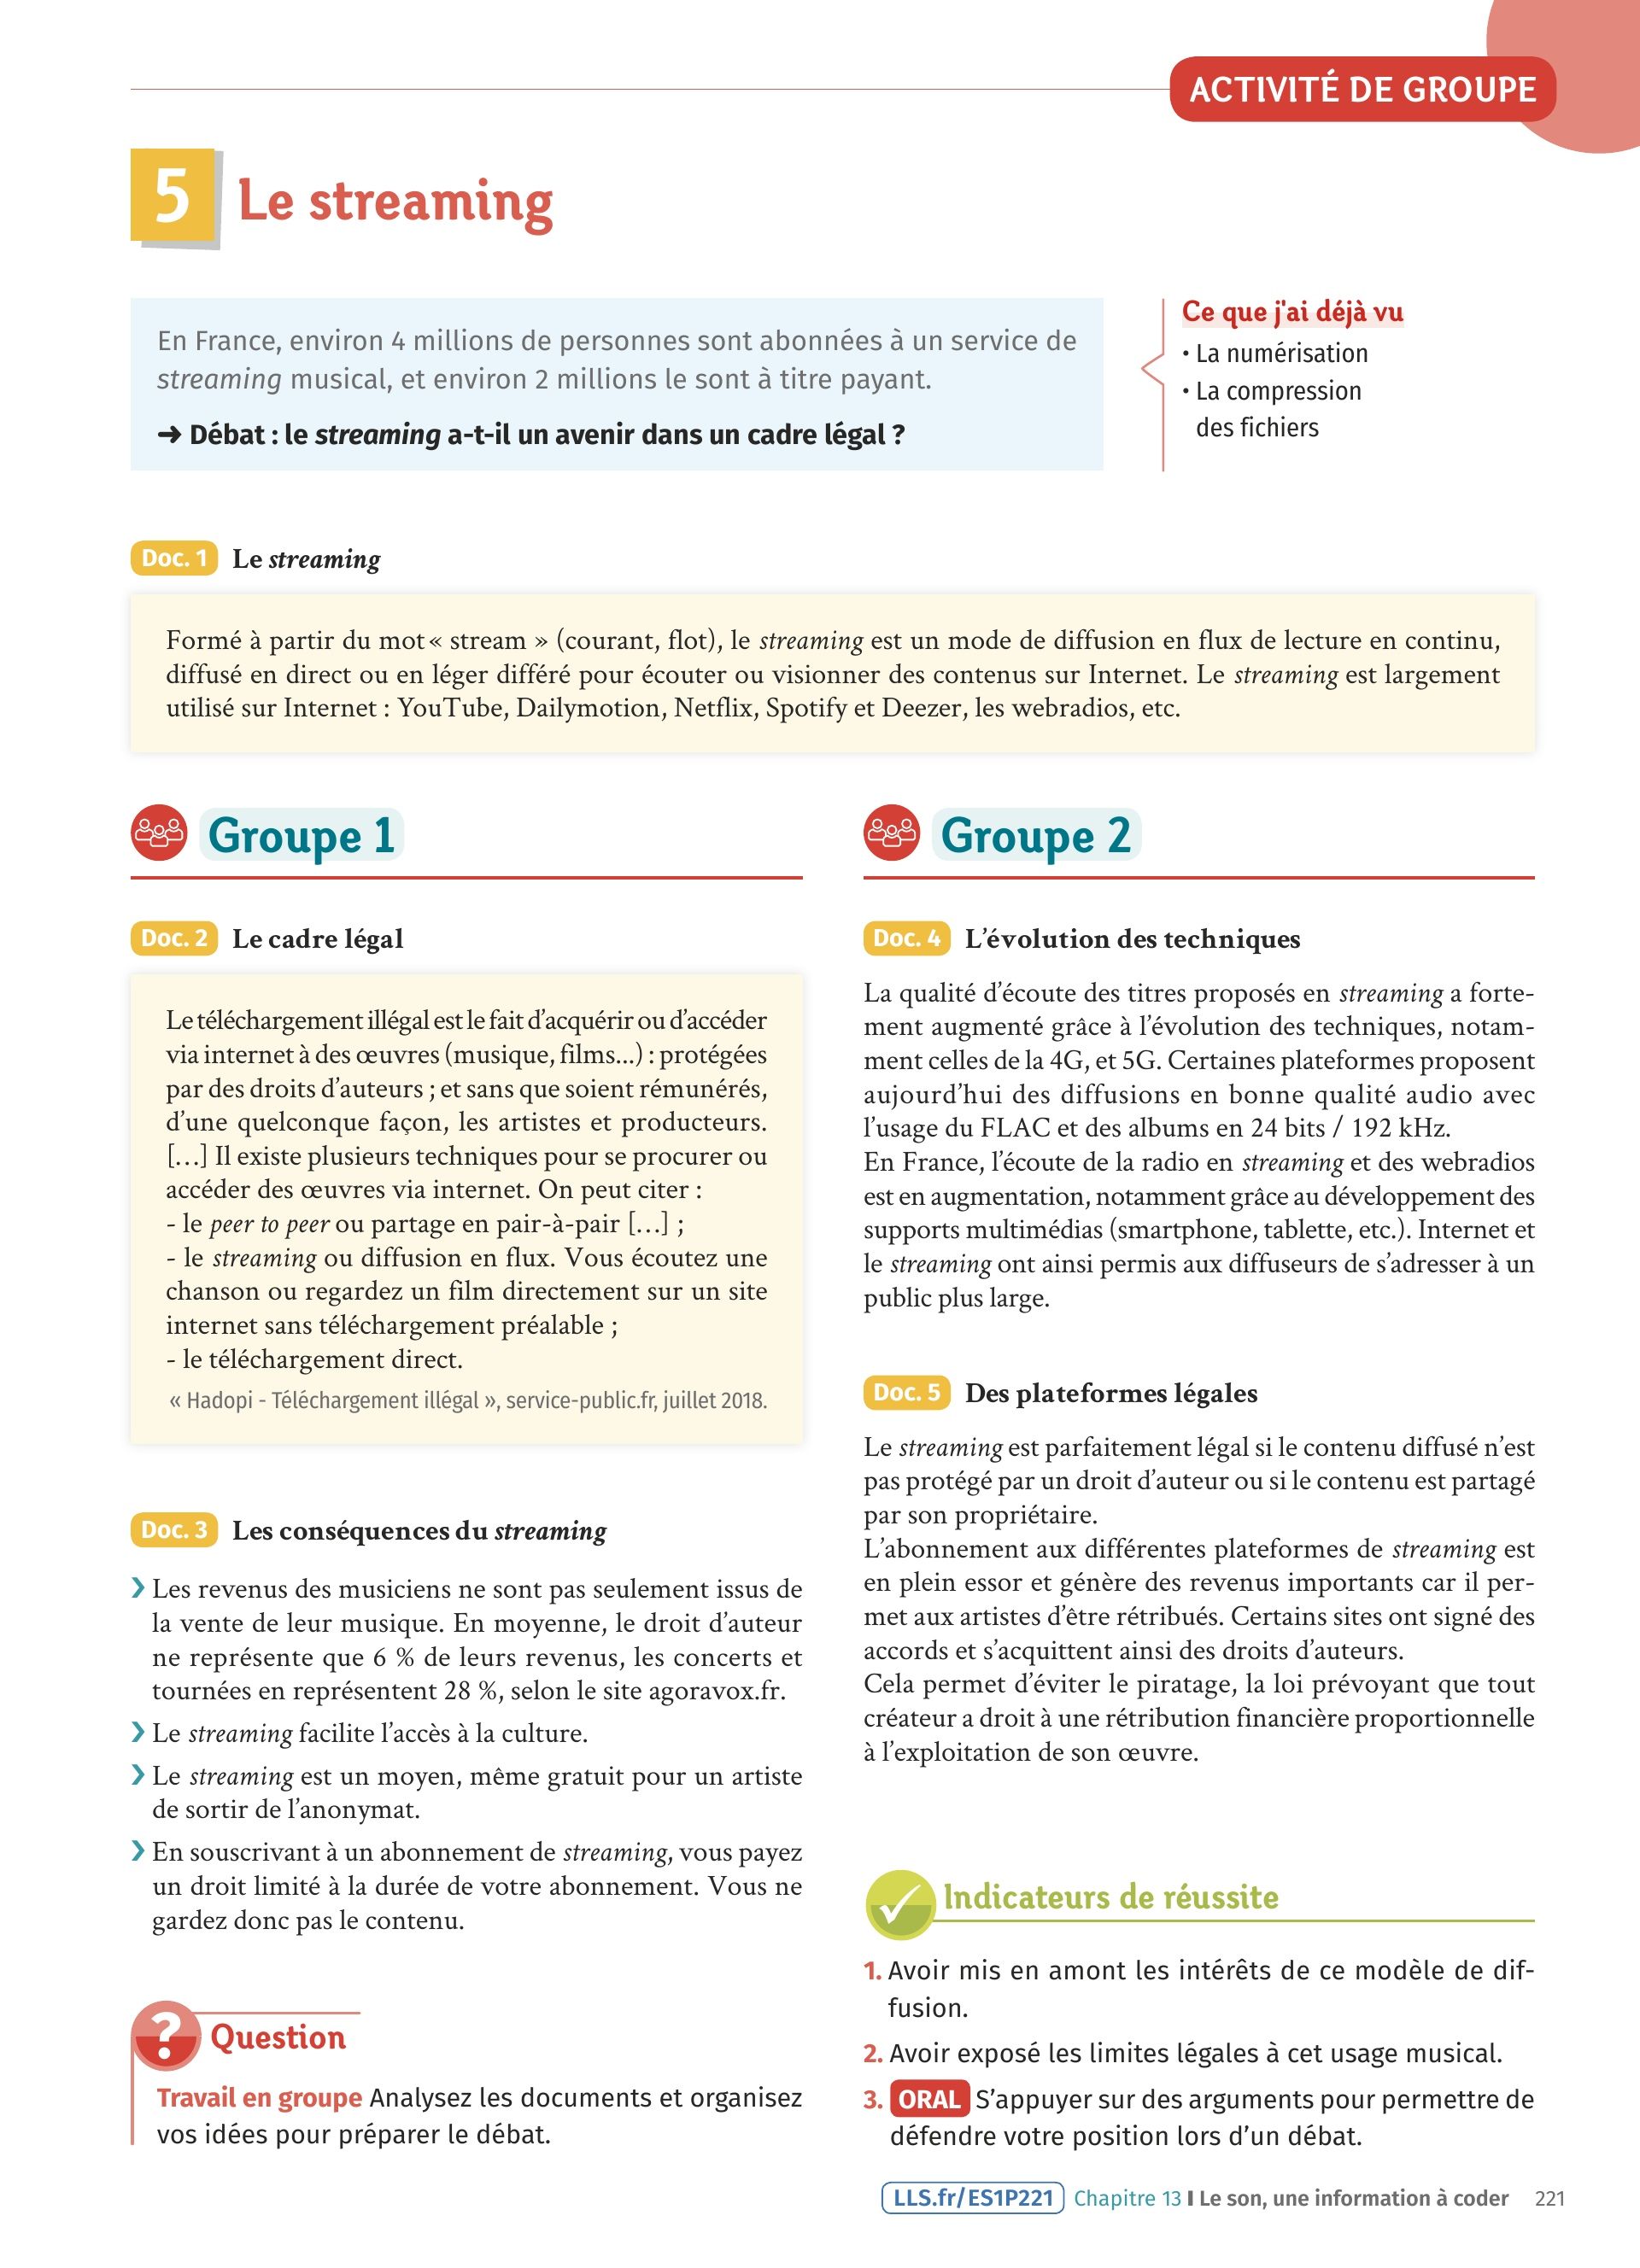 ACTIVITÉ DE GROUPE
5
Le streaming
En France, environ 4 millions de personnes sont abonnées à un service de
streaming musical, et environ 2 millions le sont à titre payant.
➜ Débat : le streaming a-t-il un avenir dans un cadre légal ?
Ce que j'ai déjà vu
• La numérisation
• La compression
des fichiers
Doc. 1 Le streaming
Formé à partir du mot « stream » (courant, flot), le streaming est un mode de diffusion en flux de lecture en continu,
diffusé en direct ou en léger différé pour écouter ou visionner des contenus sur Internet. Le streaming est largement
utilisé sur Internet : YouTube, Dailymotion, Netflix, Spotify et Deezer, les webradios, etc.
Groupe 1
Doc. 2 Le cadre légal
Le téléchargement illégal est le fait d’acquérir ou d’accéder
via internet à des œuvres (musique, films...) : protégées
par des droits d’auteurs ; et sans que soient rémunérés,
d’une quelconque façon, les artistes et producteurs.
[…] Il existe plusieurs techniques pour se procurer ou
accéder des œuvres via internet. On peut citer :
- le peer to peer ou partage en pair-à-pair […] ;
- le streaming ou diffusion en flux. Vous écoutez une
chanson ou regardez un film directement sur un site
internet sans téléchargement préalable ;
- le téléchargement direct.
« Hadopi - Téléchargement illégal », service-public.fr, juillet 2018.
Doc. 3 Les conséquences du streaming
❯ Les revenus des musiciens ne sont pas seulement issus de
la vente de leur musique. En moyenne, le droit d’auteur
ne représente que 6 % de leurs revenus, les concerts et
tournées en représentent 28 %, selon le site agoravox.fr.
❯ Le streaming facilite l’accès à la culture.
❯ Le streaming est un moyen, même gratuit pour un artiste
de sortir de l’anonymat.
❯ En souscrivant à un abonnement de streaming, vous payez
un droit limité à la durée de votre abonnement. Vous ne
gardez donc pas le contenu.
? Question
Travail en groupe Analysez les documents et organisez
vos idées pour préparer le débat.
Groupe 2
Doc. 4 L’évolution des techniques
La qualité d’écoute des titres proposés en streaming a forte-
ment augmenté grâce à l’évolution des techniques, notam-
ment celles de la 4G, et 5G. Certaines plateformes proposent
aujourd’hui des diffusions en bonne qualité audio avec
l’usage du FLAC et des albums en 24 bits / 192 kHz.
En France, l’écoute de la radio en streaming et des webradios
est en augmentation, notamment grâce au développement des
supports multimédias (smartphone, tablette, etc.). Internet et
le streaming ont ainsi permis aux diffuseurs de s’adresser à un
public plus large.
Doc. 5 Des plateformes légales
Le streaming est parfaitement légal si le contenu diffusé n’est
pas protégé par un droit d’auteur ou si le contenu est partagé
par son propriétaire.
L’abonnement aux différentes plateformes de streaming est
en plein essor et génère des revenus importants car il per-
met aux artistes d’être rétribués. Certains sites ont signé des
accords et s’acquittent ainsi des droits d’auteurs.
Cela permet d’éviter le piratage, la loi prévoyant que tout
créateur a droit à une rétribution financière proportionnelle
à l’exploitation de son œuvre.
Indicateurs de réussite
1. Avoir mis en amont les intérêts de ce modèle de dif-
fusion.
2. Avoir exposé les limites légales à cet usage musical.
3. ORAL S’appuyer sur des arguments pour permettre de
défendre votre position lors d’un débat.
LLS.fr/ES1P221 Chapitre 13 I Le son, une information à coder 221